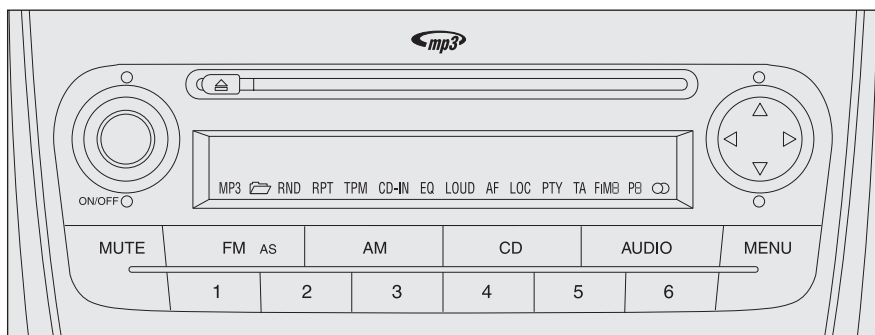 mp3
MP3 RND RPT TPM CD-IN EQ LOUD AF LOC PTY TA FM8 P8
ON/OFF
MUTE FM AS AM CD AUDIO MENU
1 2 3 4 5 6